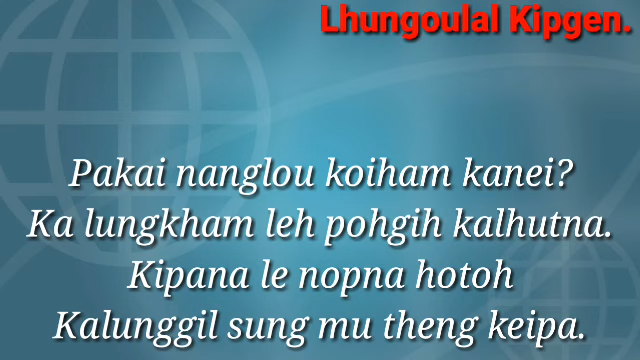 Lhungoulal Kipgen.
Pakai nanglou koiham kanei?
Ka lungkham leh pohgih kalhutna.
Kipana le nopna hotoh
Kalunggil sung mu theng keipa.